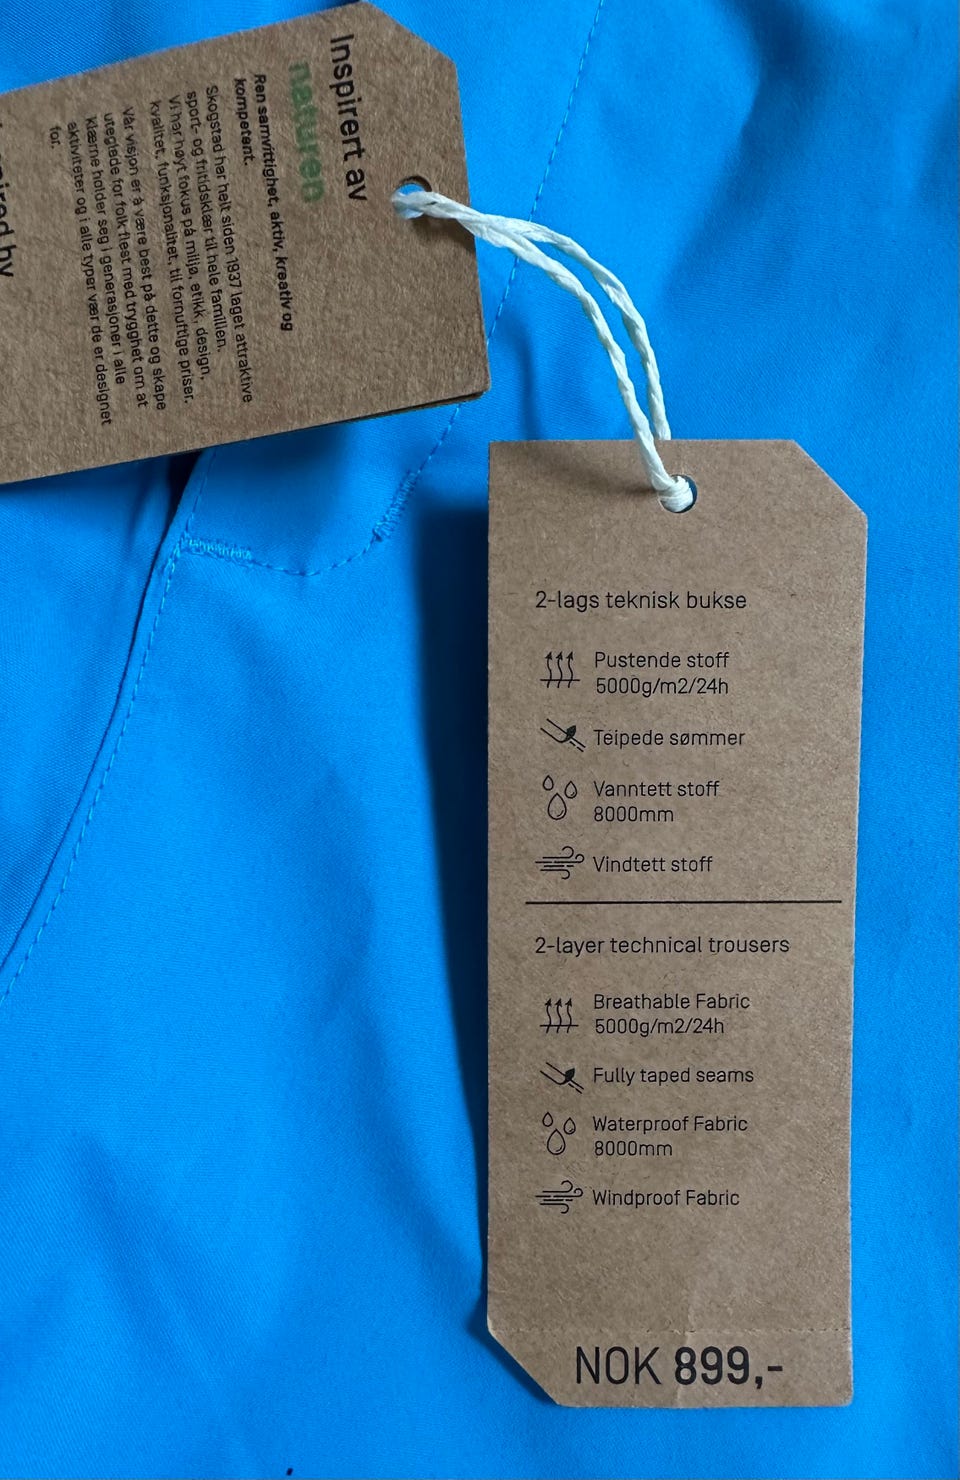 Inspirert av
naturen
Ren samvittighet, aktiv, kreativ og
kompetent.
Skogstad har helt siden 1937 laget attraktive
sport- og fritidsklær til hele familien.
Vi har høyt fokus på miljø, etikk, design,
kvalitet, funksjonalitet, til fornuftige priser.
Vår visjon er å være best på dette og skape
uteglede for folk flest med trygghet om at
klærne holder seg i generasjoner i alle
aktiviteter og i alle typer vær de er designet
for.
by
2-lags teknisk bukse
Pustende stoff
5000g/m2/24h
Teipede sømmer
Vanntett stoff
8000mm
Vindtett stoff
2-layer technical trousers
Breathable Fabric
5000g/m2/24h
Fully taped seams
Waterproof Fabric
8000mm
Windproof Fabric
NOK 899,-